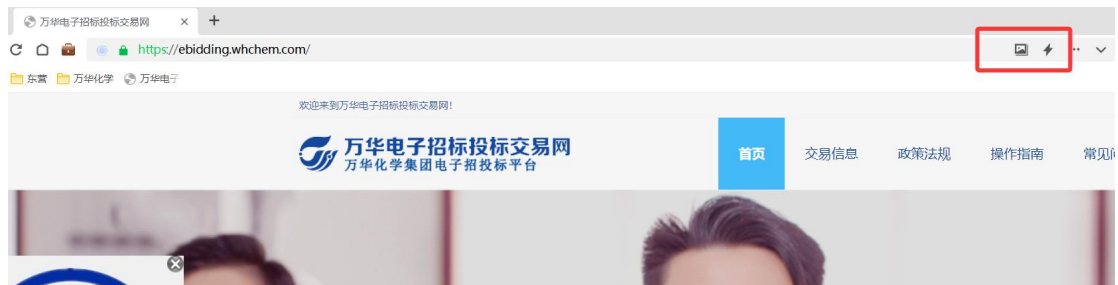 万华电子招标投标交易网 × +
https://ebidding.whchem.com/
东营 万华化学 万华电子
欢迎来到万华电子招标投标交易网!
万华电子招标投标交易网
万华化学集团电子招投标平台
首页 交易信息 政策法规 操作指南 常见